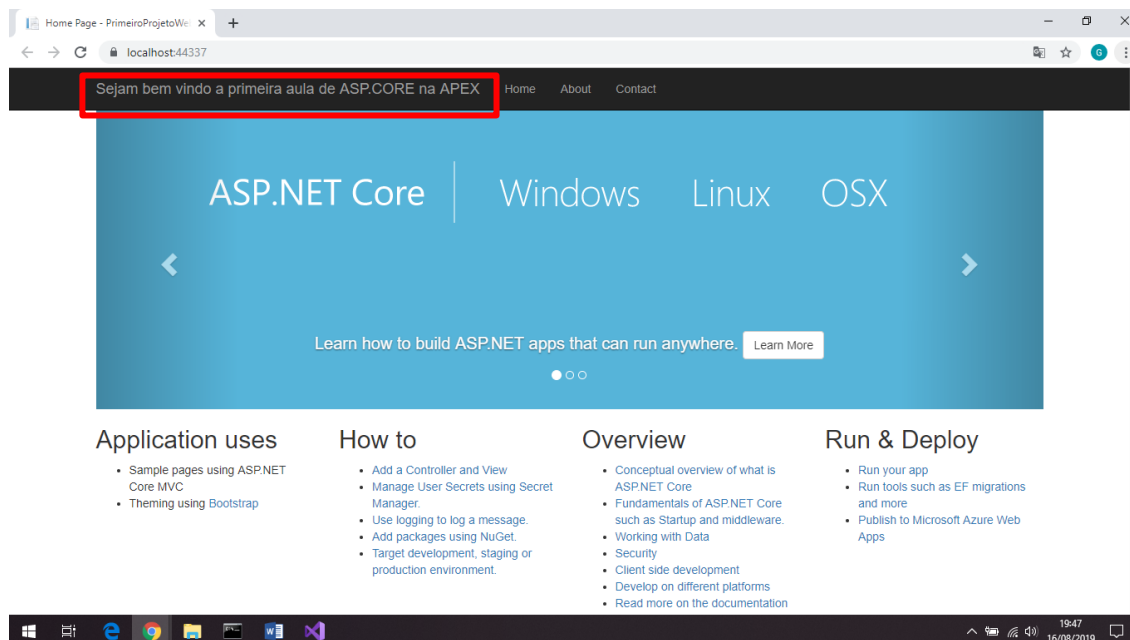 Home Page - PrimeiroProjetoWe
localhost:44337
Sejam bem vindo a primeira aula de ASP.CORE na APEX Home About Contact
ASP.NET Core Windows Linux OSX
Learn how to build ASP.NET apps that can run anywhere. Learn More
Application uses
Sample pages using ASP.NET
Core MVC
Theming using Bootstrap
How to
Add a Controller and View
Manage User Secrets using Secret
Manager.
Use logging to log a message.
Add packages using NuGet.
Target development, staging or
production environment.
Overview
Conceptual overview of what is
ASP.NET Core
Fundamentals of ASP.NET Core
such as Startup and middleware.
Working with Data
Security
Client side development
Develop on different platforms
Read more on the documentation
Run & Deploy
Run your app
Run tools such as EF migrations
and more
Publish to Microsoft Azure Web
Apps
G
19:47
16/08/2019